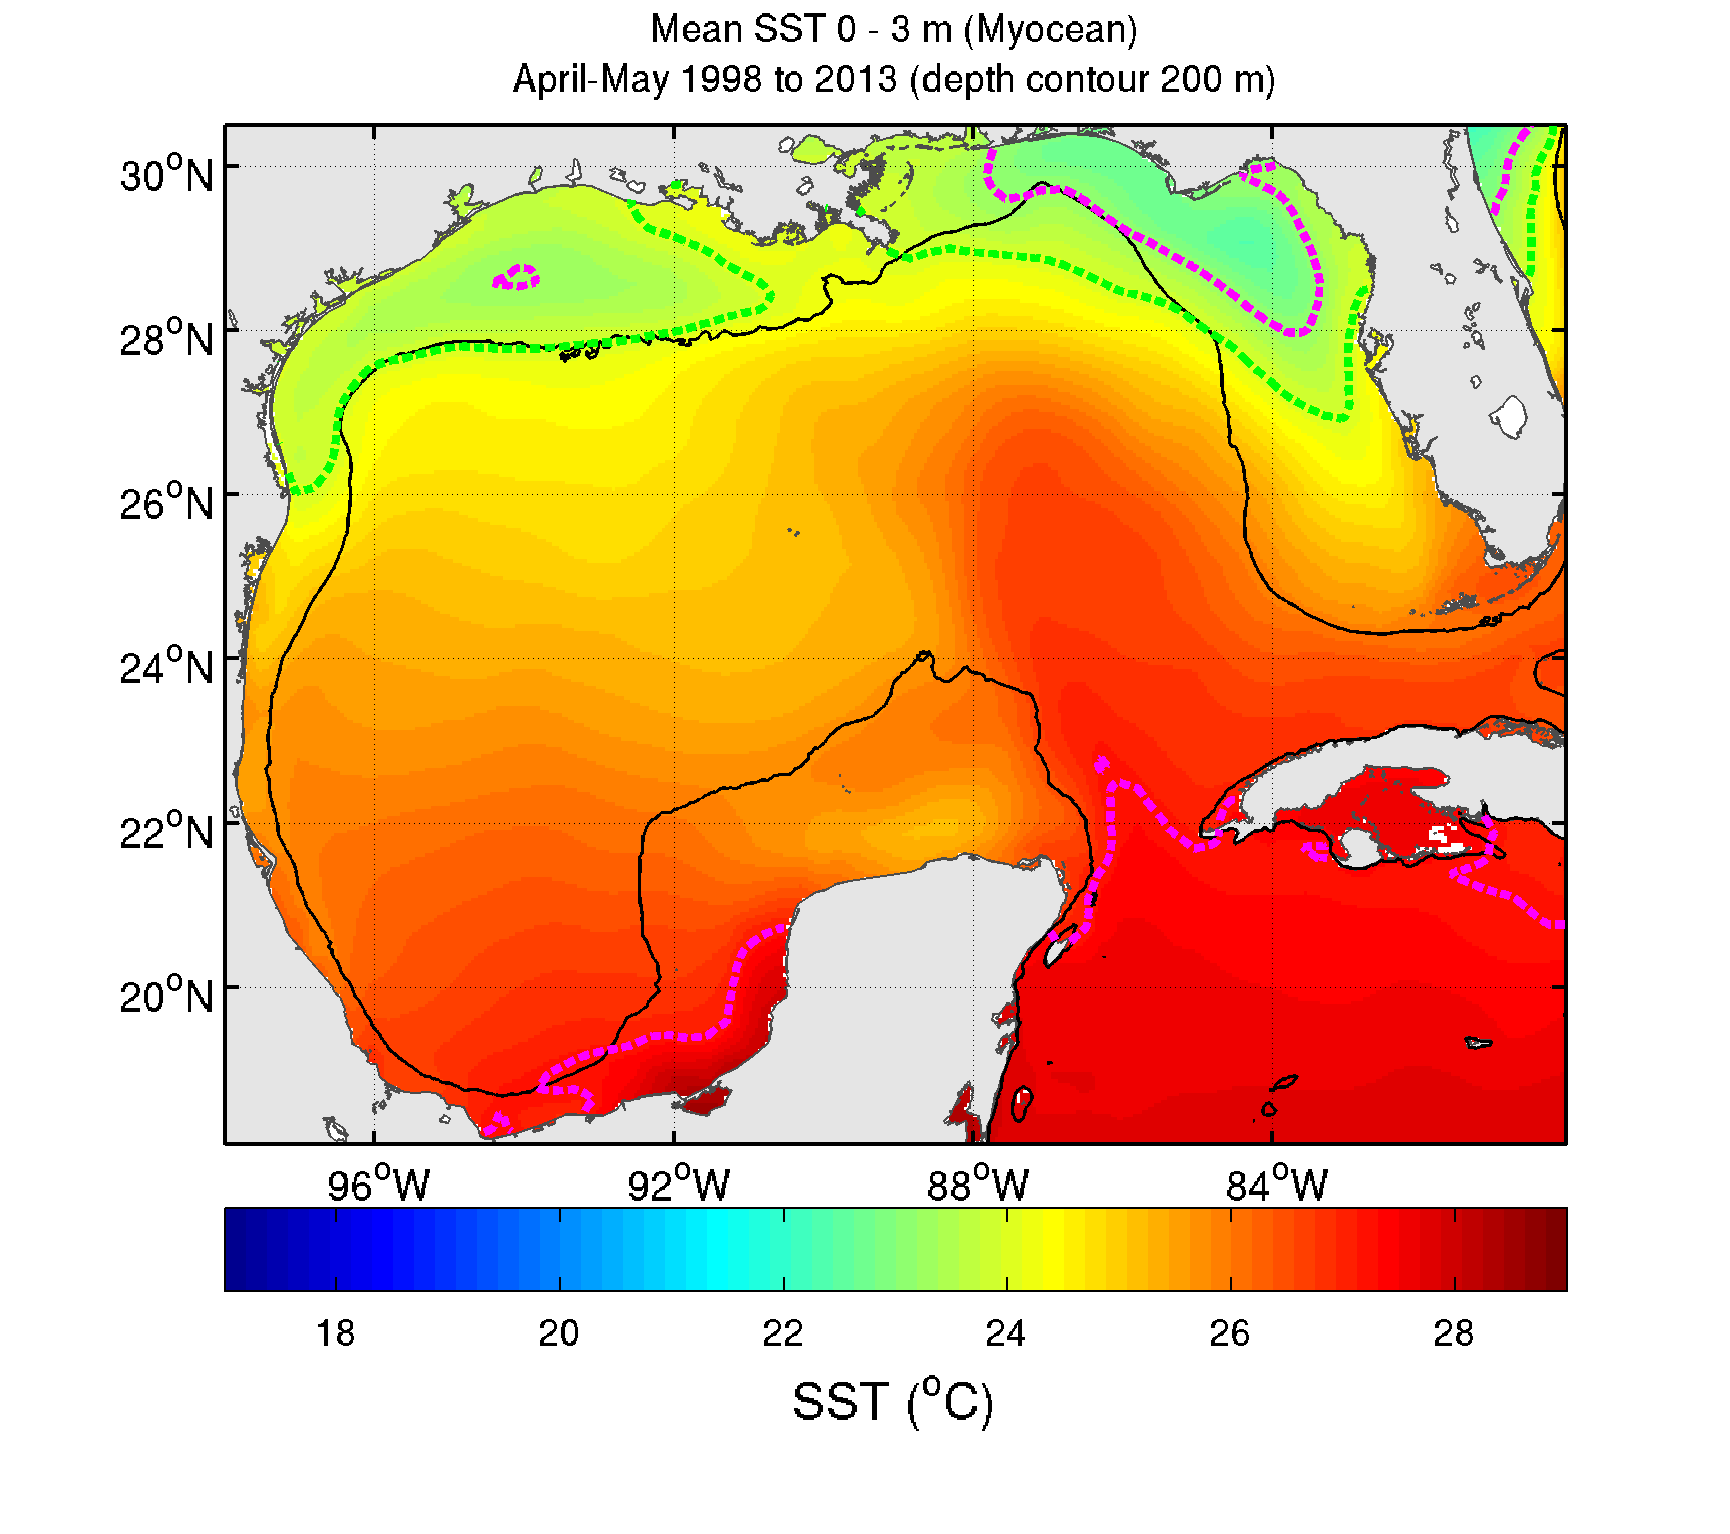 Mean SST 0 - 3 m (Myocean)
April-May 1998 to 2013 (depth contour 200 m)
30°N
28°N
26°N
24°N
22°N
20°N
96°W 92°W 88°W 84°W
18 20 22 24 26 28
SST (°C)